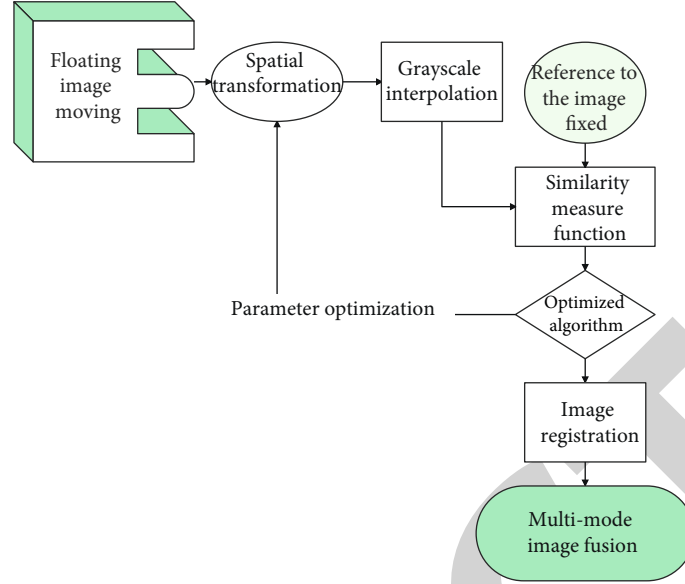 Floating
image
moving
Spatial
transformation
Grayscale
interpolation
Reference to
the image
fixed
Similarity
measure
function
Parameter optimization
Optimized
algorithm
Image
registration
Multi-mode
image fusion